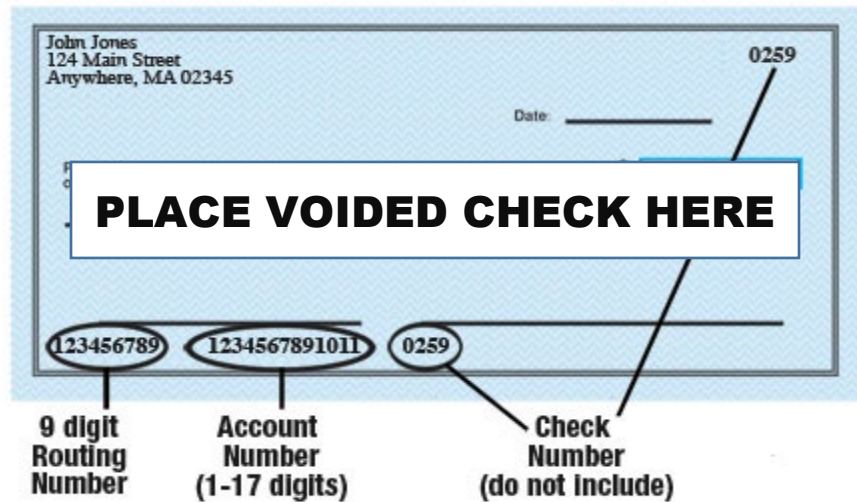 John Jones
124 Main Street
Anywhere, MA 02345
0259
Date:
PLACE VOIDED CHECK HERE
123456789 1234567891011 0259
9 digit
Routing
Number
Account
Number
(1-17 digits)
Check
Number
(do not include)